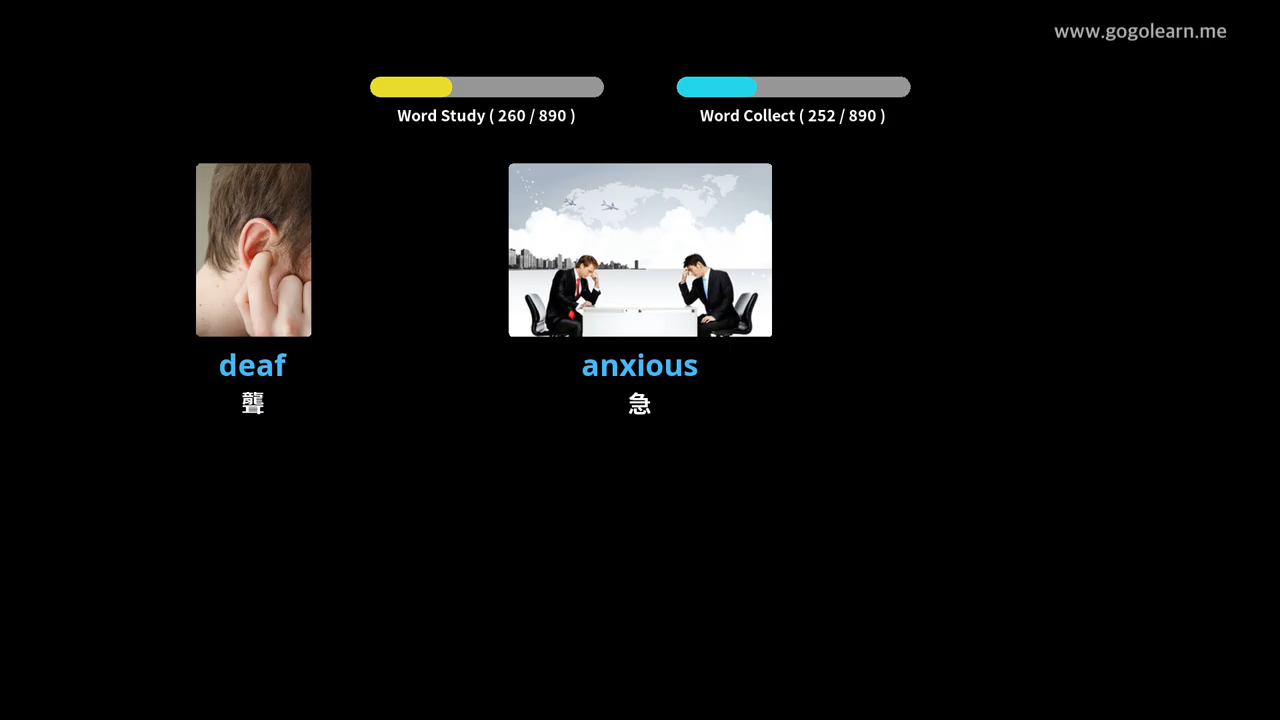 www.gogolearn.me
Word Study ( 260 / 890 )
Word Collect ( 252 / 890 )
deaf
聾
anxious
急